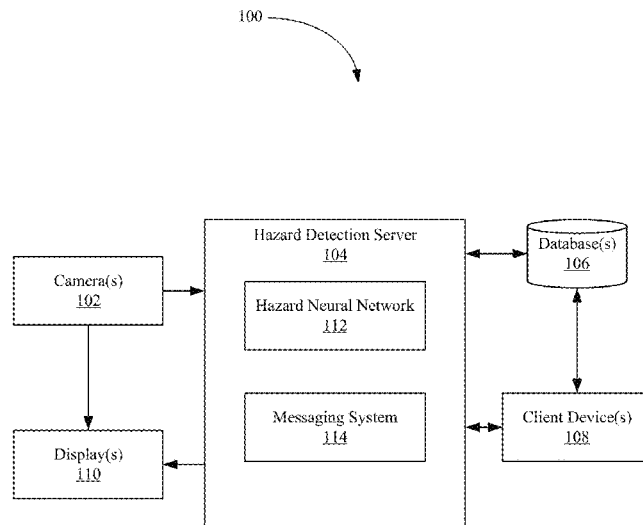 100
Hazard Detection Server
104
Database(s)
106
Camera(s)
102
Hazard Neural Network
112
Messaging System
114
Client Device(s)
108
Display(s)
110